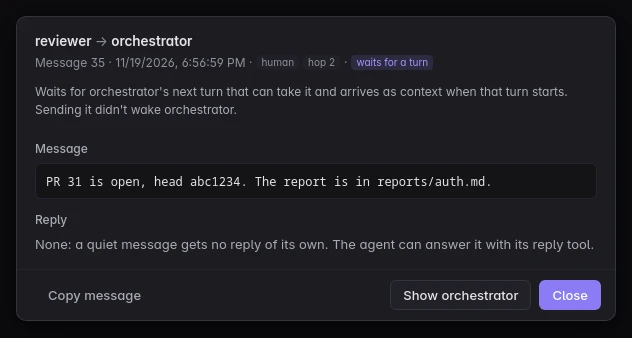 reviewer → orchestrator
Message 35 · 11/19/2026, 6:56:59 PM · human hop 2 · waits for a turn
Waits for orchestrator's next turn that can take it and arrives as context when that turn starts.
Sending it didn't wake orchestrator.
Message
PR 31 is open, head abc1234. The report is in reports/auth.md.
Reply
None: a quiet message gets no reply of its own. The agent can answer it with its reply tool.
Copy message Show orchestrator Close